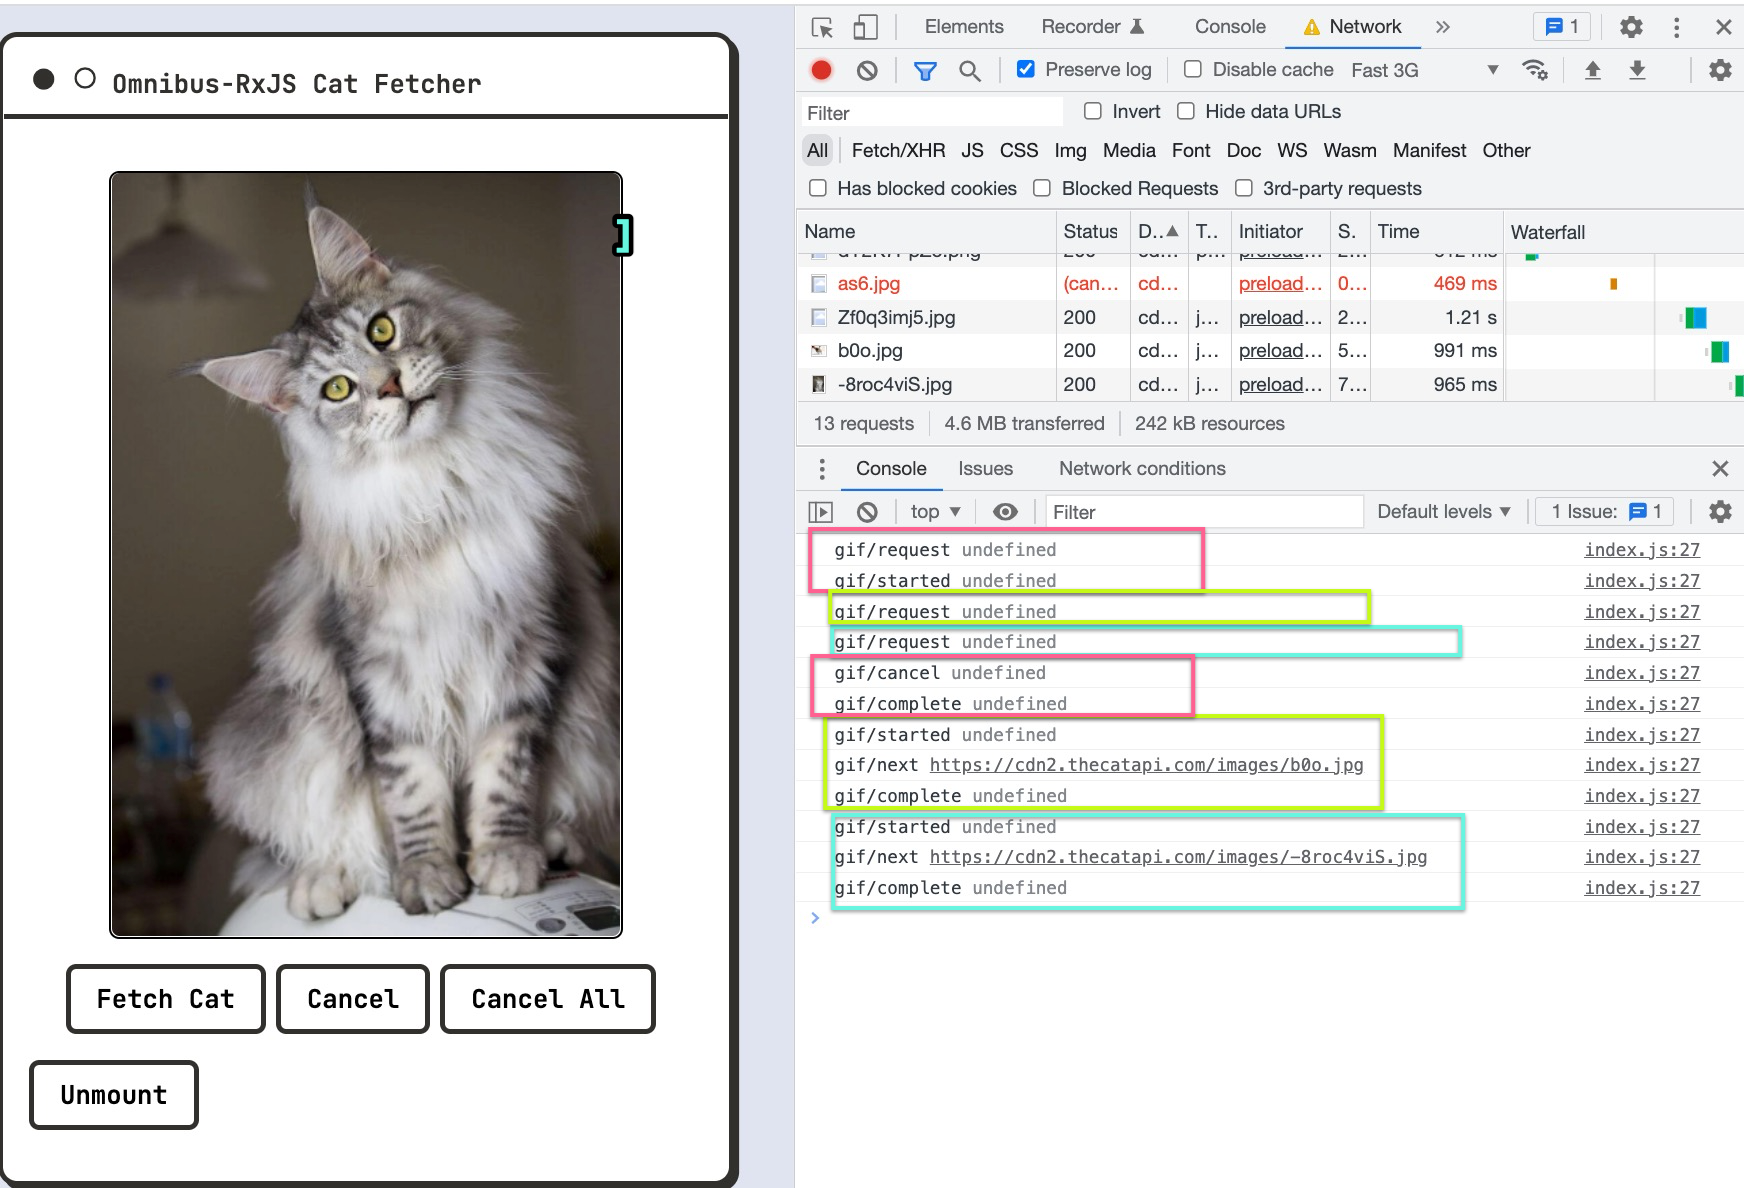 Omnibus-RxJS Cat Fetcher
Fetch Cat
Cancel
Cancel All
Unmount
Elements
Recorder
Console
Network
1
Preserve log
Disable cache
Fast 3G
Filter
Invert
Hide data URLs
All
Fetch/XHR
JS
CSS
Img
Media
Font
Doc
WS
Wasm
Manifest
Other
Has blocked cookies
Blocked Requests
3rd-party requests
Name Status D.. T.. Initiator S. Time Waterfall
as6.jpg (can... cd... preload... 0... 469 ms
Zf0q3imj5.jpg 200 cd... j... preload... 2... 1.21 s
b0o.jpg 200 cd... j... preload... 5... 991 ms
-8roc4viS.jpg 200 cd... j... preload... 7... 965 ms
13 requests
4.6 MB transferred
242 kB resources
Console
Issues
Network conditions
top
Filter
Default levels
1 Issue:
1
gif/request undefined index.js:27
gif/started undefined index.js:27
gif/request undefined index.js:27
gif/request undefined index.js:27
gif/cancel undefined index.js:27
gif/complete undefined index.js:27
gif/started undefined index.js:27
gif/next https://cdn2.thecatapi.com/images/b0o.jpg index.js:27
gif/complete undefined index.js:27
gif/started undefined index.js:27
gif/next https://cdn2.thecatapi.com/images/-8roc4viS.jpg index.js:27
gif/complete undefined index.js:27